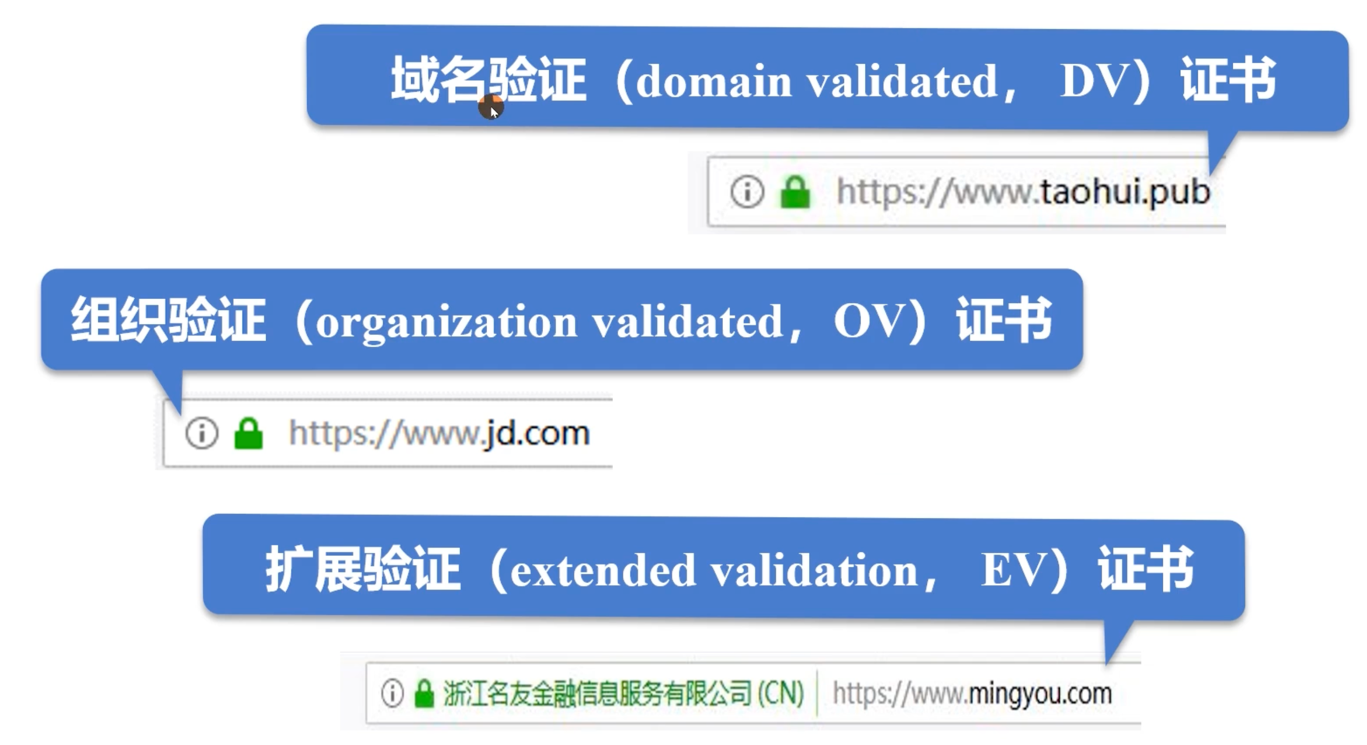 域名验证（domain validated， DV）证书
https://www.taohui.pub
组织验证（organization validated，OV）证书
https://www.jd.com
扩展验证（extended validation， EV）证书
浙江名友金融信息服务有限公司 (CN) https://www.mingyou.com